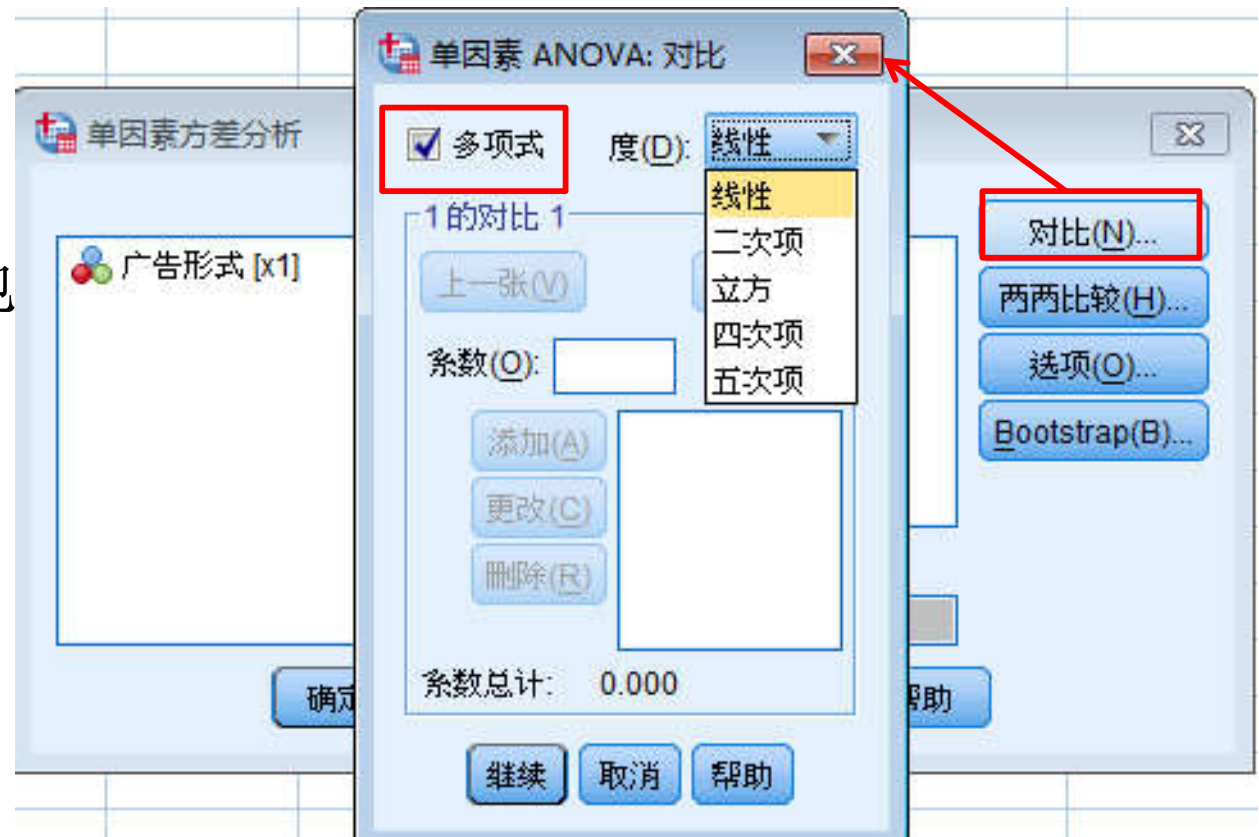 单因素 ANOVA: 对比
单因素方差分析
多项式 度(D): 线性
线性
二次项
立方
四次项
五次项
1 的对比 1
上一张(V)
系数(O):
添加(A)
更改(C)
删除(R)
系数总计: 0.000
继续 取消 帮助
广告形式 [x1]
对比(N)...
两两比较(H)...
选项(O)...
Bootstrap(B)...
确定
帮助